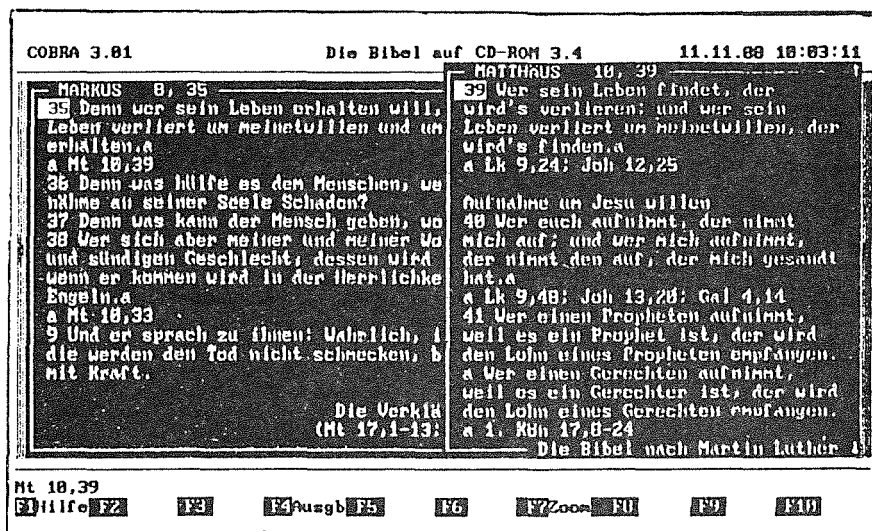 COBRA 3.01 Die Bibel auf CD-ROM 3.4 11.11.88 10:03:11
MARKUS 8, 35
35 Denn wer sein Leben erhalten will,
Leben verliert um meinetwillen und um
erhalten.a
a Mt 10,39
36 Denn was hülfe es dem Menschen, we
nähme an seiner Seele Schaden?
37 Denn was kann der Mensch geben, wo
38 Wer sich aber meiner und meiner Wo
und sündigen Geschlecht, dessen wird
wenn er kommen wird in der Herrlichke
Engeln.a
a Mt 10,33
9 Und er sprach zu ihnen: Wahrlich, i
die werden den Tod nicht schmecken, b
mit Kraft.
Die Verklä
(Mt 17,1-13;
MATTHÄUS 10, 39
39 Wer sein Leben findet, der
wird's verlieren; und wer sein
Leben verliert um meinetwillen, der
wird's finden.a
a Lk 9,24; Joh 12,25
Aufnahme um Jesu willen
40 Wer euch aufnimmt, der nimmt
mich auf; und wer mich aufnimmt,
der nimmt den auf, der mich gesandt
hat.a
a Lk 9,48; Joh 13,20; Gal 4,14
41 Wer einen Propheten aufnimmt,
weil es ein Prophet ist, der wird
den Lohn eines Propheten empfangen.
a Wer einen Gerechten aufnimmt,
weil es ein Gerechter ist, der wird
den Lohn eines Gerechten empfangen.
a 1. Kön 17,8-24
Die Bibel nach Martin Luther
Mt 10,39
F1Hilfe F2 F3 F4Ausgb F5 F6 F7Zoom F8 F9 F10